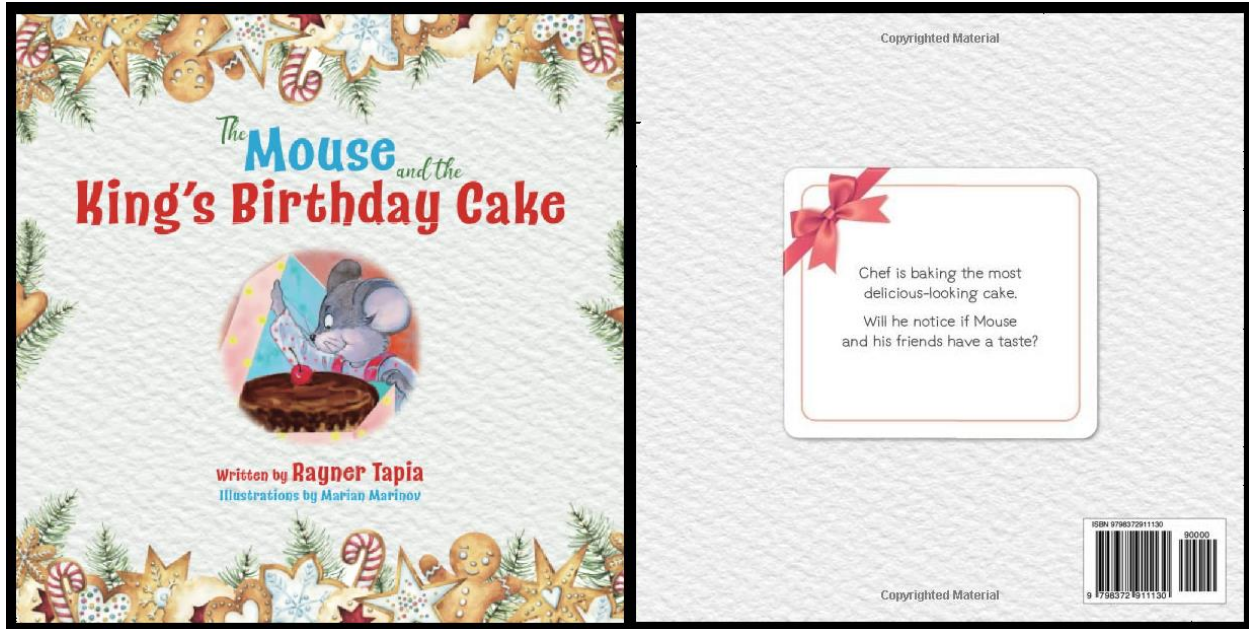 The Mouse and the
King's Birthday Cake
Written by Rayner Tapia
Illustrations by Marian Marinov
Copyrighted Material
Chef is baking the most
delicious-looking cake.
Will he notice if Mouse
and his friends have a taste?
ISBN 9798372911130
90000
9 798372 911130
Copyrighted Material